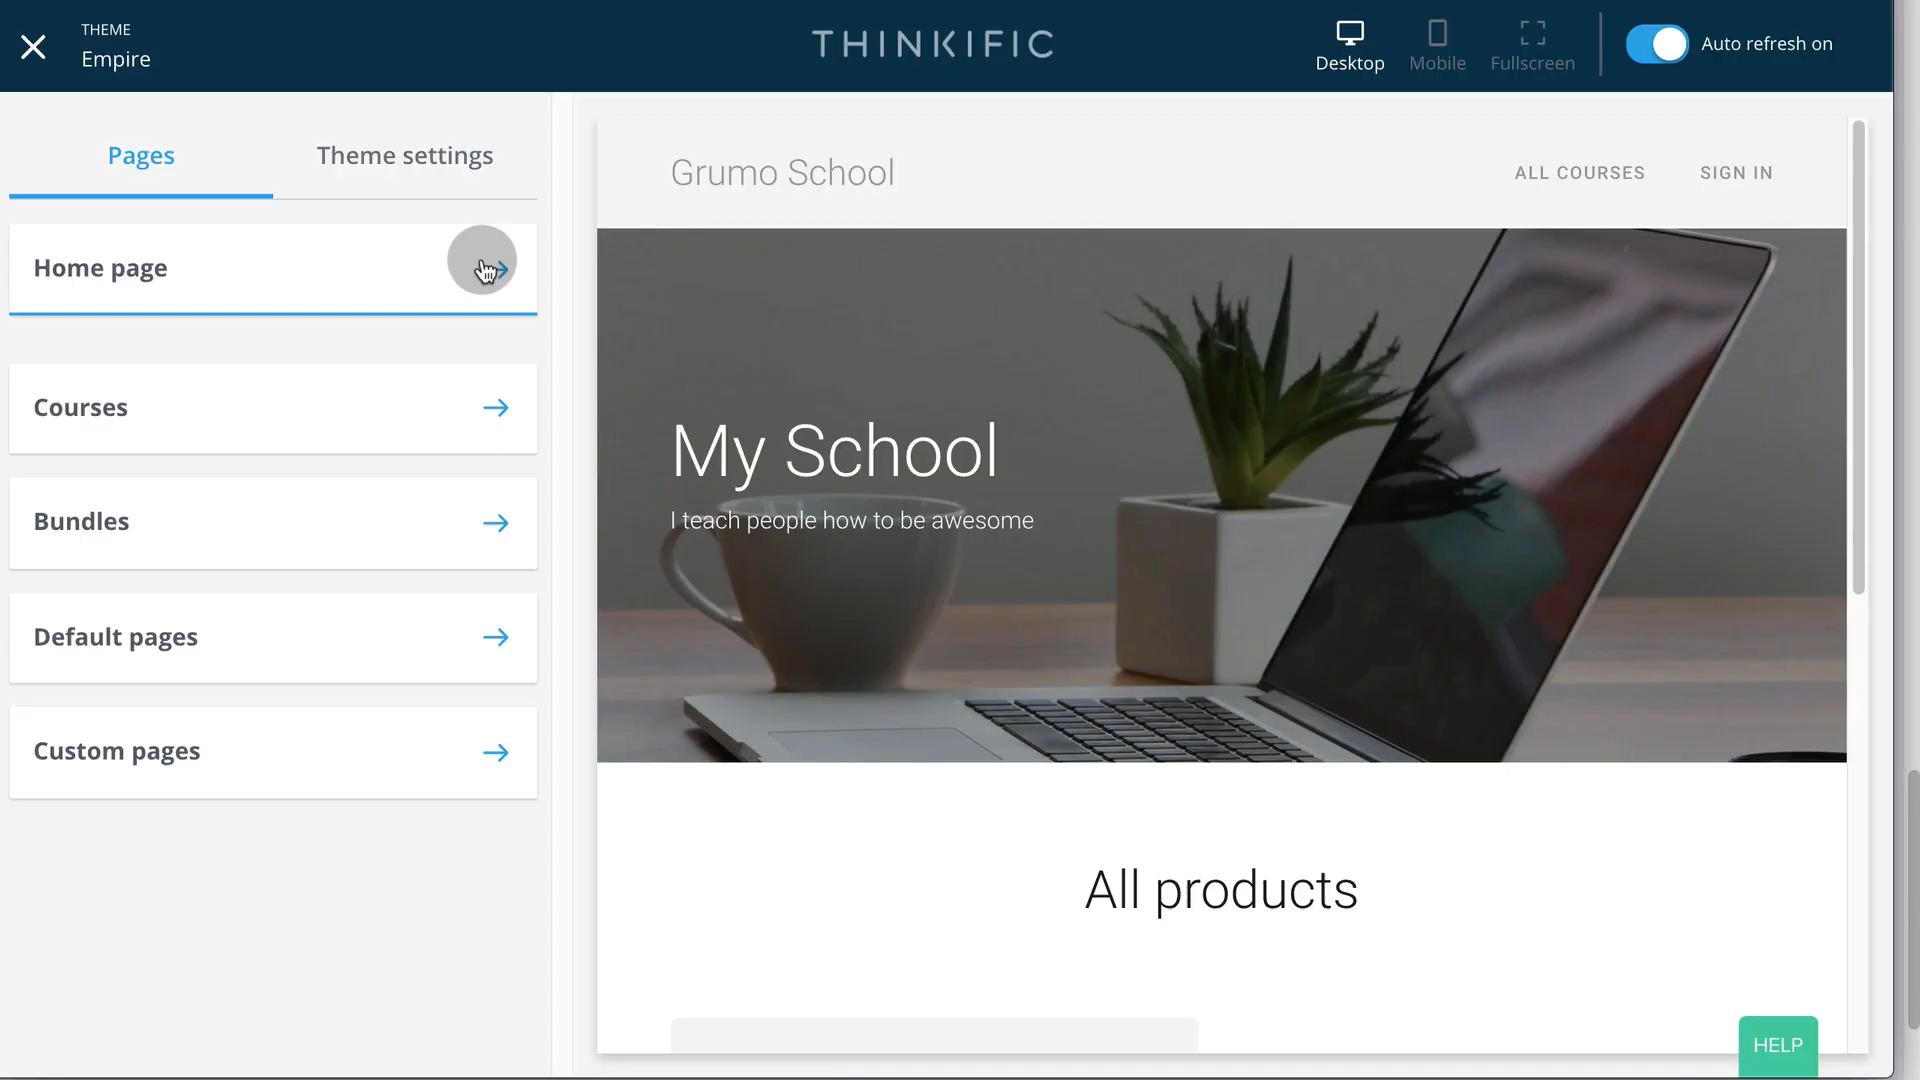 THEME
Empire
THINKIFIC
Desktop
Mobile
Fullscreen
Auto refresh on
Pages
Theme settings
Home page
Courses
Bundles
Default pages
Custom pages
Grumo School
ALL COURSES
SIGN IN
My School
I teach people how to be awesome
All products
HELP